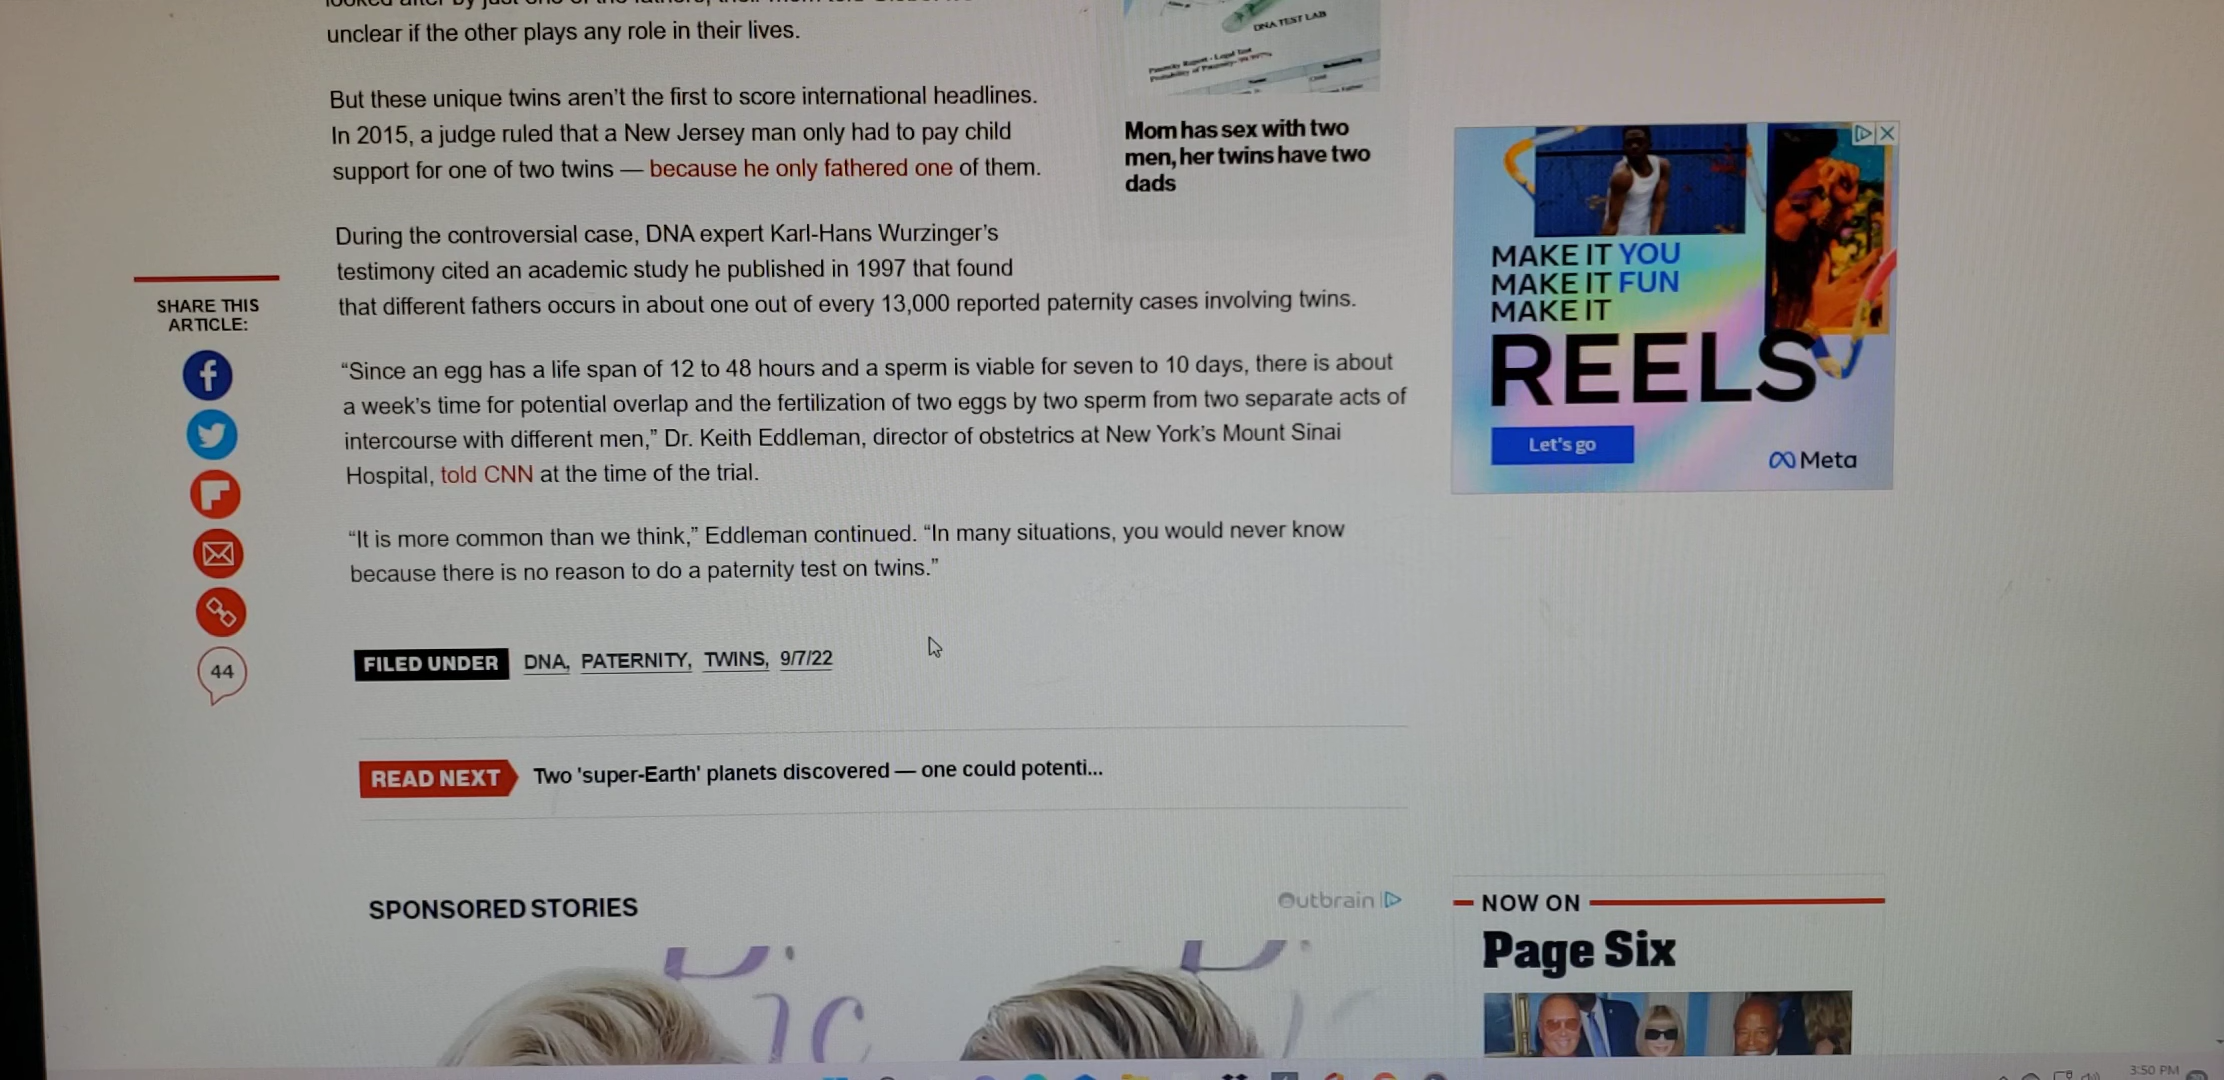 unclear if the other plays any role in their lives.
But these unique twins aren't the first to score international headlines.
In 2015, a judge ruled that a New Jersey man only had to pay child
support for one of two twins — because he only fathered one of them.
During the controversial case, DNA expert Karl-Hans Wurzinger's
testimony cited an academic study he published in 1997 that found
that different fathers occurs in about one out of every 13,000 reported paternity cases involving twins.
“Since an egg has a life span of 12 to 48 hours and a sperm is viable for seven to 10 days, there is about
a week's time for potential overlap and the fertilization of two eggs by two sperm from two separate acts of
intercourse with different men,” Dr. Keith Eddleman, director of obstetrics at New York's Mount Sinai
Hospital, told CNN at the time of the trial.
“It is more common than we think,” Eddleman continued. “In many situations, you would never know
because there is no reason to do a paternity test on twins.”
SHARE THIS
ARTICLE:
44
FILED UNDER DNA, PATERNITY, TWINS, 9/7/22
READ NEXT Two 'super-Earth' planets discovered — one could potenti...
SPONSORED STORIES
Outbrain
DNA TEST LAB
Mom has sex with two
men, her twins have two
dads
MAKE IT YOU
MAKE IT FUN
MAKE IT
REELS
Let's go
Meta
NOW ON
Page Six
3:50 PM